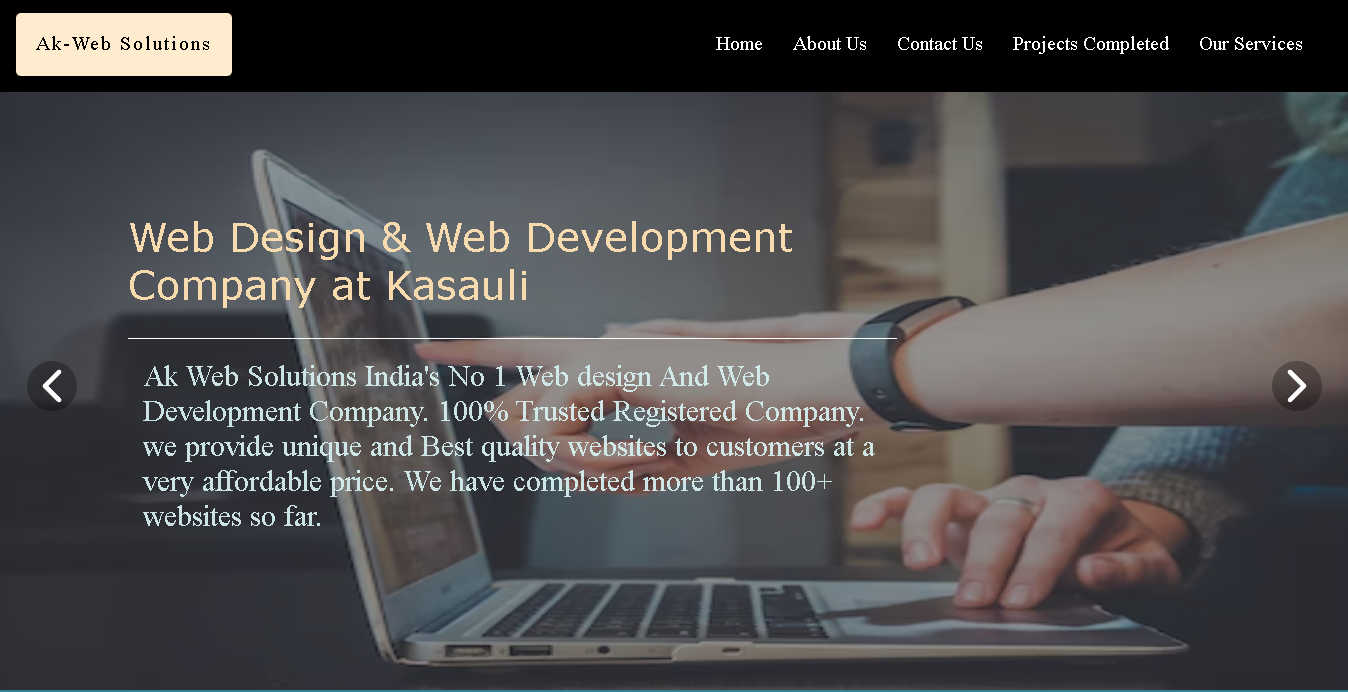 Ak-Web Solutions
Home About Us Contact Us Projects Completed Our Services
Web Design & Web Development
Company at Kasauli
Ak Web Solutions India's No 1 Web design And Web
Development Company. 100% Trusted Registered Company.
we provide unique and Best quality websites to customers at a
very affordable price. We have completed more than 100+
websites so far.